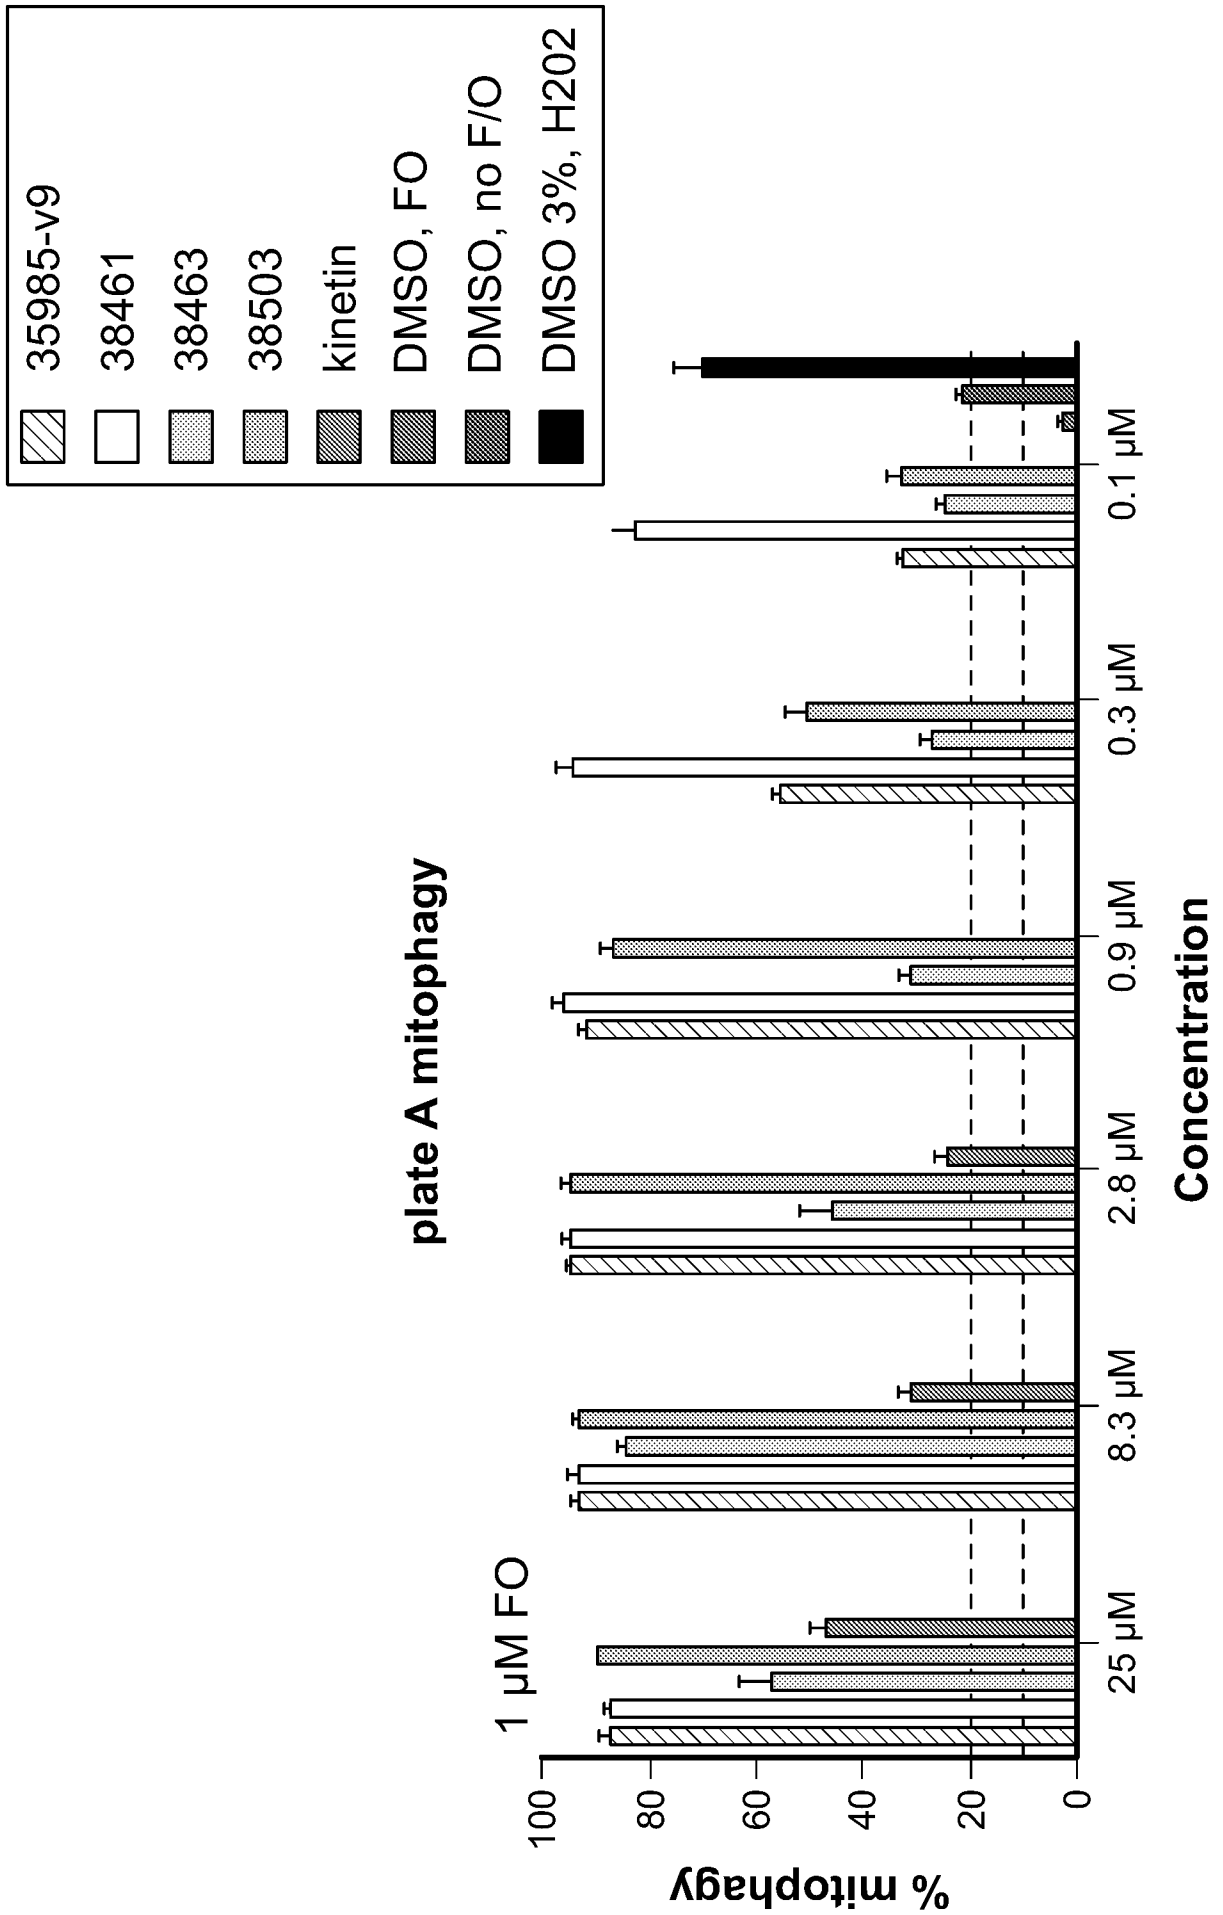 plate A mitophagy
1 µM FO
35985-v9
38461
38463
38503
kinetin
DMSO, FO
DMSO, no F/O
DMSO 3%, H202
% mitophagy
100
80
60
40
20
0
25 µM
8.3 µM
2.8 µM
0.9 µM
0.3 µM
0.1 µM
Concentration